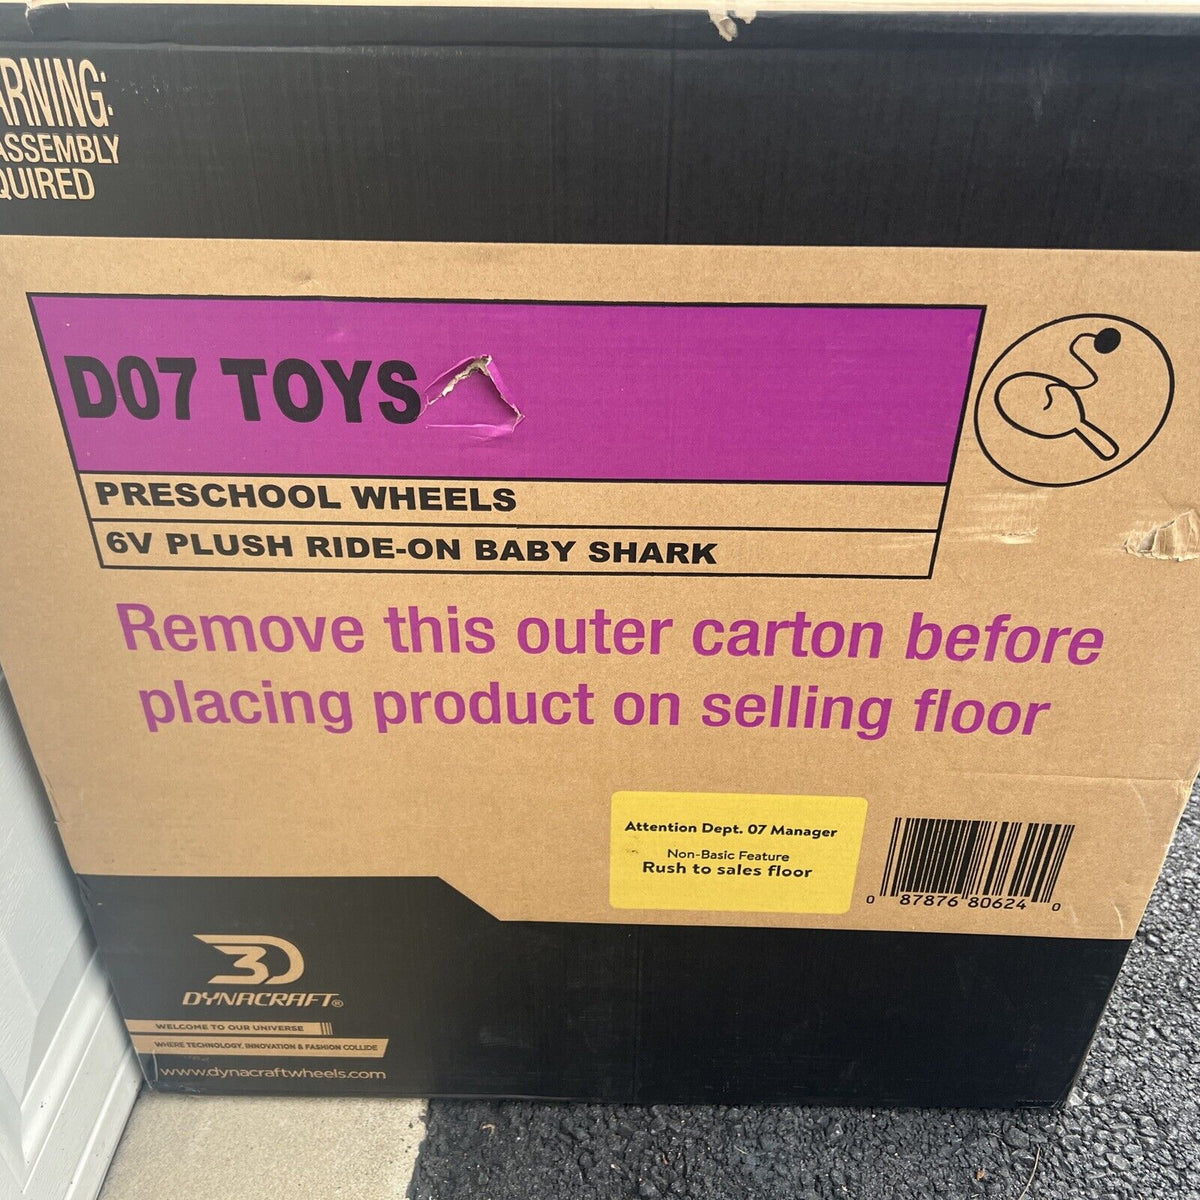 ARNING:
ASSEMBLY
QUIRED
D07 TOYS
PRESCHOOL WHEELS
6V PLUSH RIDE-ON BABY SHARK
Remove this outer carton before
placing product on selling floor
Attention Dept. 07 Manager
Non-Basic Feature
Rush to sales floor
0 87876 80624 0
DYNACRAFT®
WELCOME TO OUR UNIVERSE
WHERE TECHNOLOGY, INNOVATION & FASHION COLLIDE
www.dynacraftwheels.com